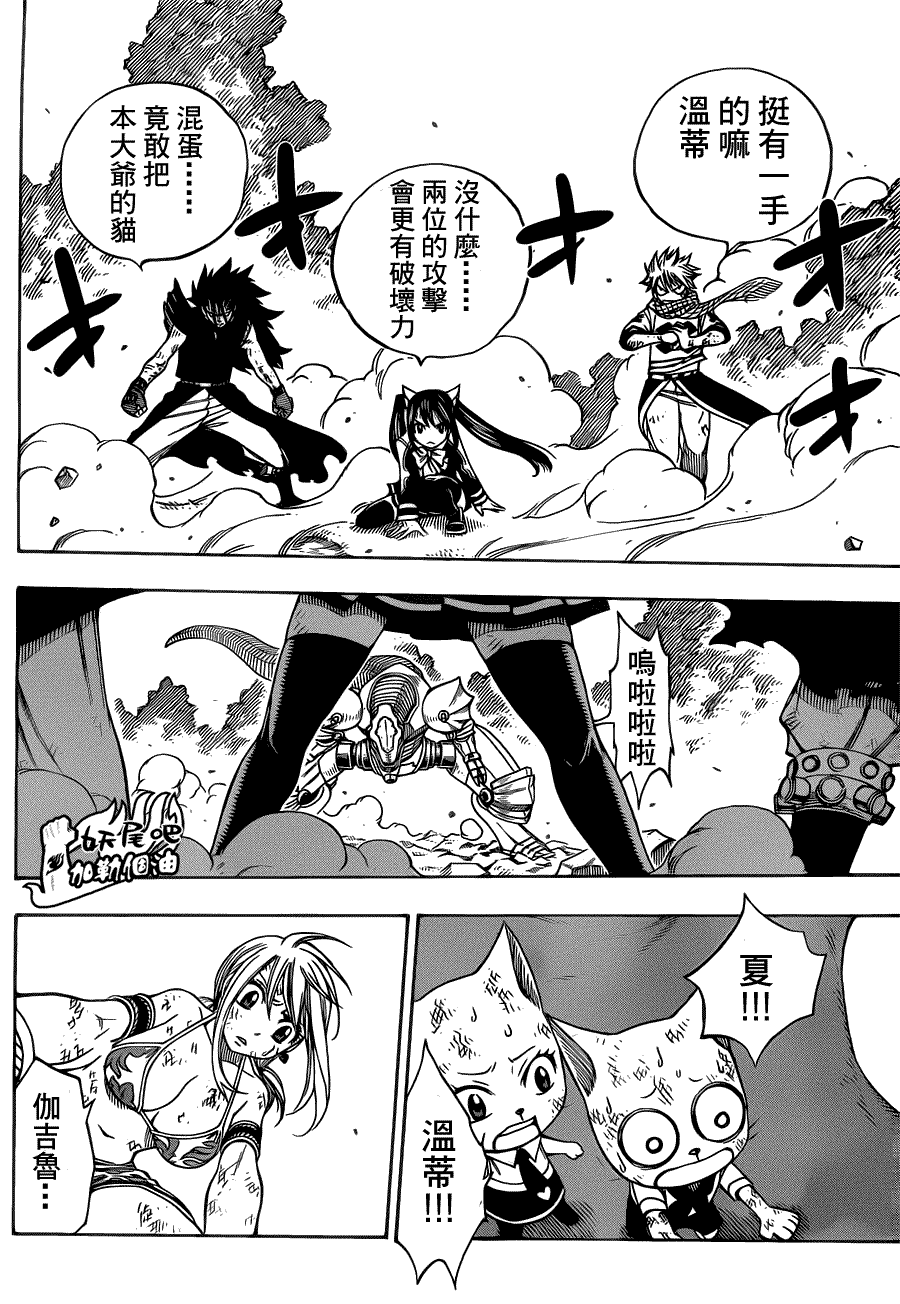 挺有一手
的嘛
溫蒂
沒什麼……
兩位的攻擊
會更有破壞力
混蛋……
竟敢把
本大爺的貓
嗚啦啦啦
妖尾吧
加勒個油
夏!!!
溫蒂!!!
伽吉魯…